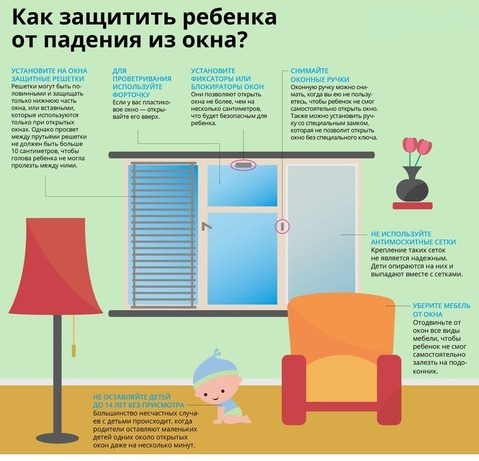 Как защитить ребенка
от падения из окна?
УСТАНОВИТЕ НА ОКНА
ЗАЩИТНЫЕ РЕШЕТКИ
Решетки могут быть по-
ловинными и защищать
только нижнюю часть
окна, или вставными,
которые используются
только при открытых
окнах. Однако просвет
между прутьями решетки
не должен быть больше
10 сантиметров, чтобы
голова ребенка не могла
пролезть между ними.
ДЛЯ
ПРОВЕТРИВАНИЯ
ИСПОЛЬЗУЙТЕ
ФОРТОЧКУ
Если у вас пластико-
вое окно — откры-
вайте его вверх.
УСТАНОВИТЕ
ФИКСАТОРЫ ИЛИ
БЛОКИРАТОРЫ ОКОН
Они позволяют открыть
окно не более, чем на
несколько сантиметров,
что будет безопасным для
ребенка.
СНИМАЙТЕ
ОКОННЫЕ РУЧКИ
Оконную ручку можно сни-
мать, когда вы ею не пользу-
етесь, чтобы ребенок не смог
самостоятельно открыть окно.
Также можно установить руч-
ку со специальным замком,
которая не позволит открыть
окно без специального ключа.
НЕ ИСПОЛЬЗУЙТЕ
АНТИМОСКИТНЫЕ СЕТКИ
Крепление таких сеток
не является надежным.
Дети опираются на них и
выпадают вместе с сетками.
УБЕРИТЕ МЕБЕЛЬ
ОТ ОКНА
Отодвиньте от
окон все виды
мебели, чтобы
ребенок не смог
самостоятельно
залезть на подо-
конник.
НЕ ОСТАВЛЯЙТЕ ДЕТЕЙ
ДО 14 ЛЕТ БЕЗ ПРИСМОТРА
Большинство несчастных случа-
ев с детьми происходит, когда
родители оставляют маленьких
детей одних около открытых
окон даже на несколько минут.